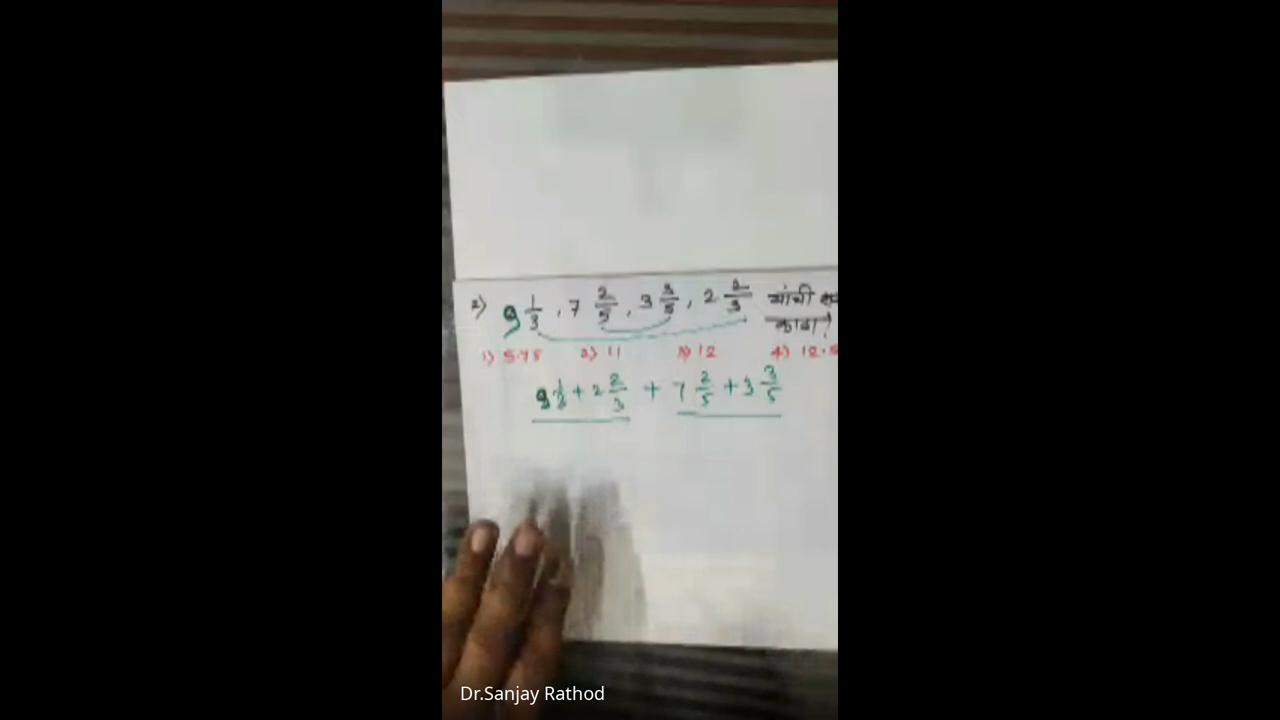 2) 9 1/3 , 7 2/5 , 3 3/5 , 2 2/3 यांची
काढा ?
1) 5.75 2) 11 3) 12 4) 12.5
9 1/3 + 2 2/3 + 7 2/5 + 3 3/5
Dr.Sanjay Rathod